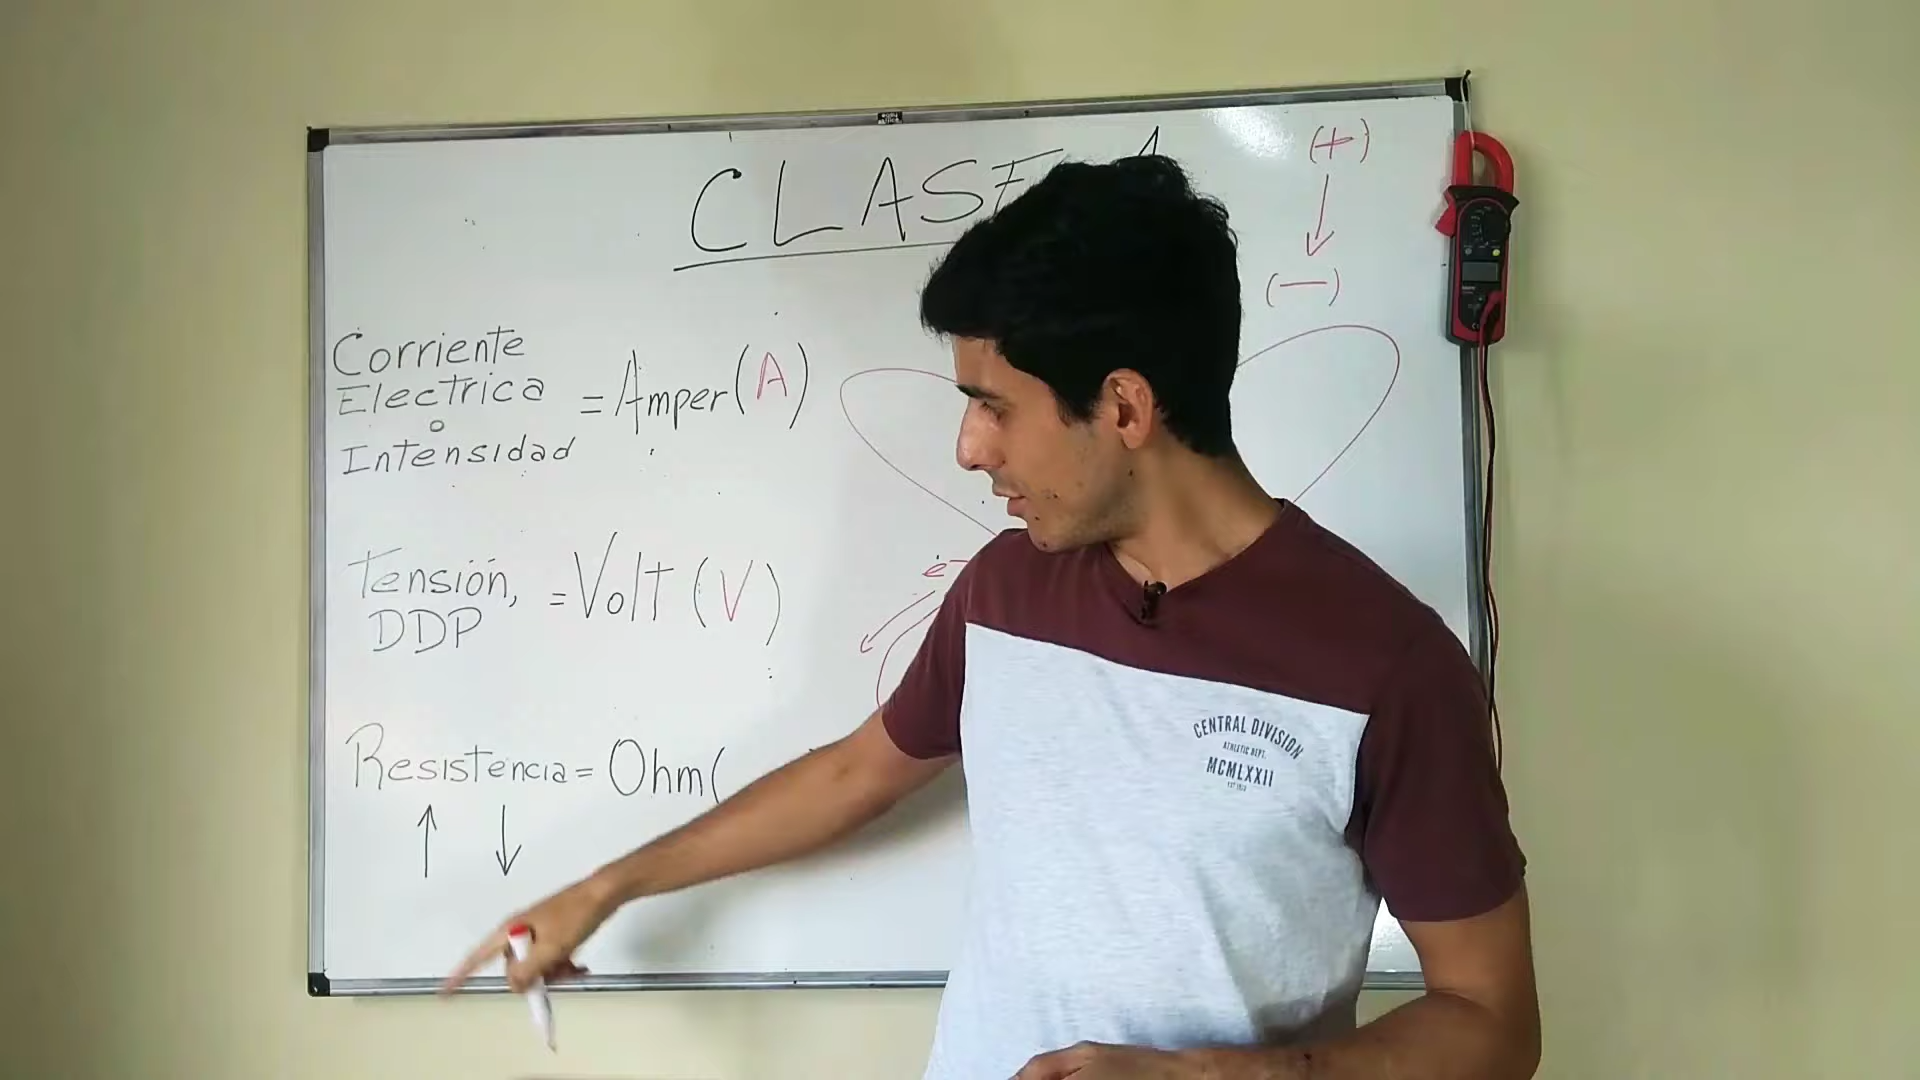 CLASE
(+)
(—)
Corriente
Electrica
o
Intensidad
= Amper (A)
Tensión,
DDP
= Volt (V)
e-
Resistencia = Ohm (
CENTRAL DIVISION
ATHLETIC DEPT.
MCMLXXII